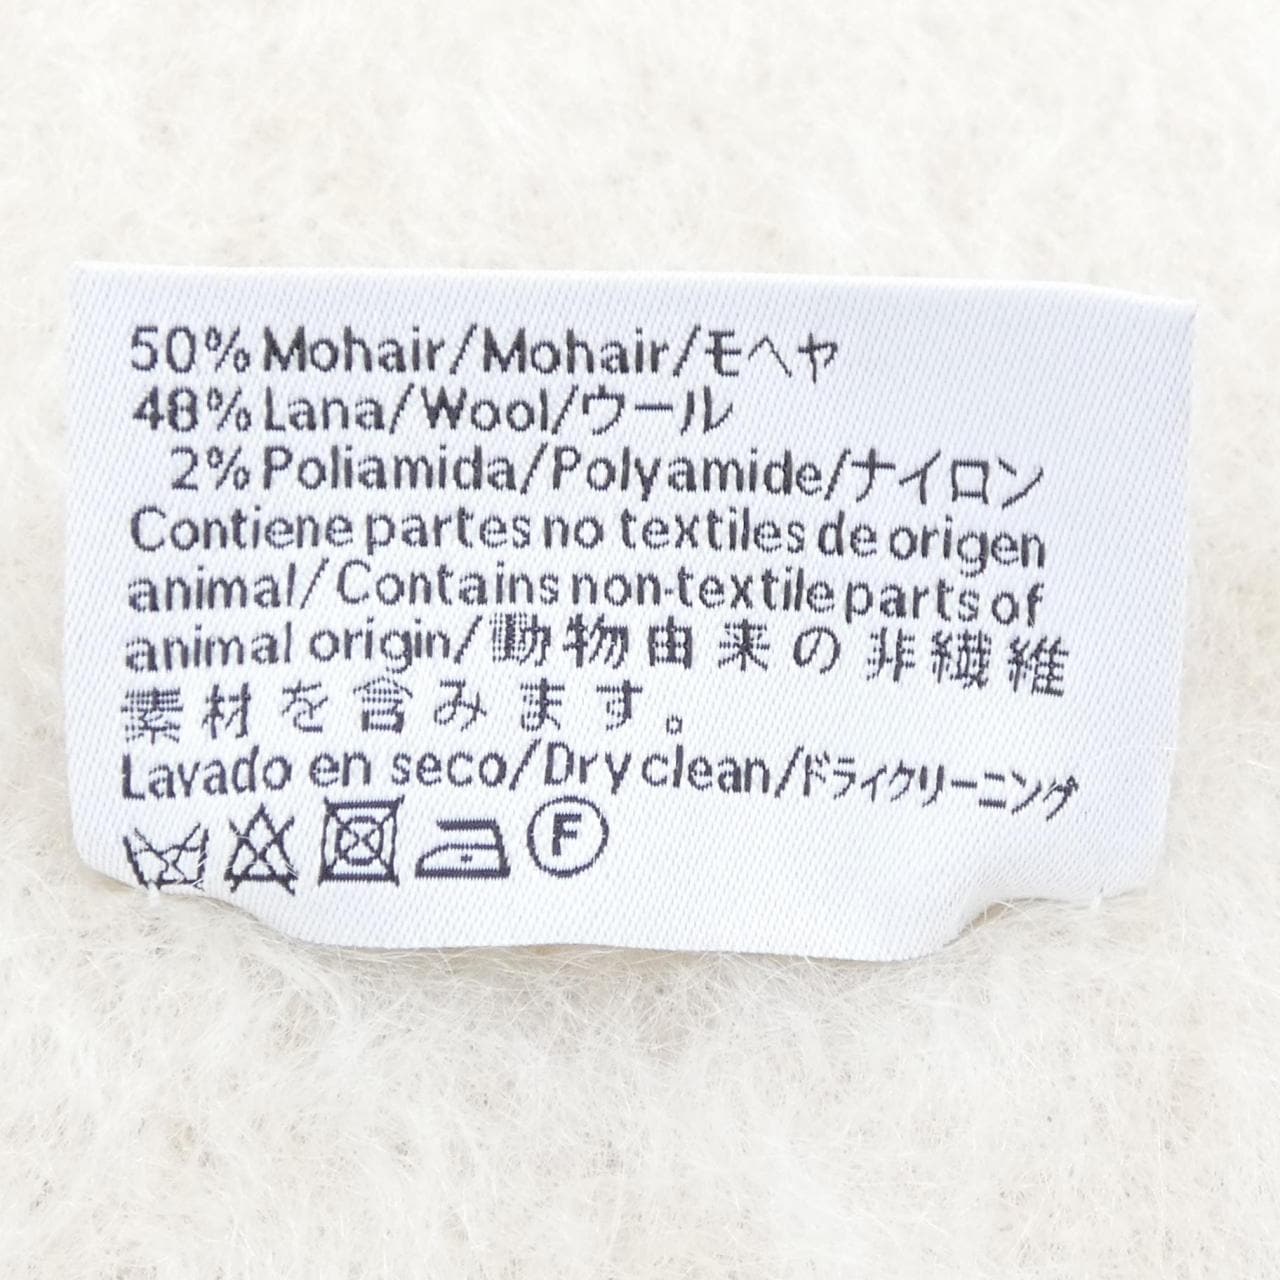 50% Mohair/Mohair/モヘヤ
48% Lana/Wool/ウール
2% Poliamida/Polyamide/ナイロン
Contiene partes no textiles de origen
animal/Contains non-textile parts of
animal origin/動物由来の非繊維
素材を含みます。
Lavado en seco/Dry clean/ドライクリーニング
F